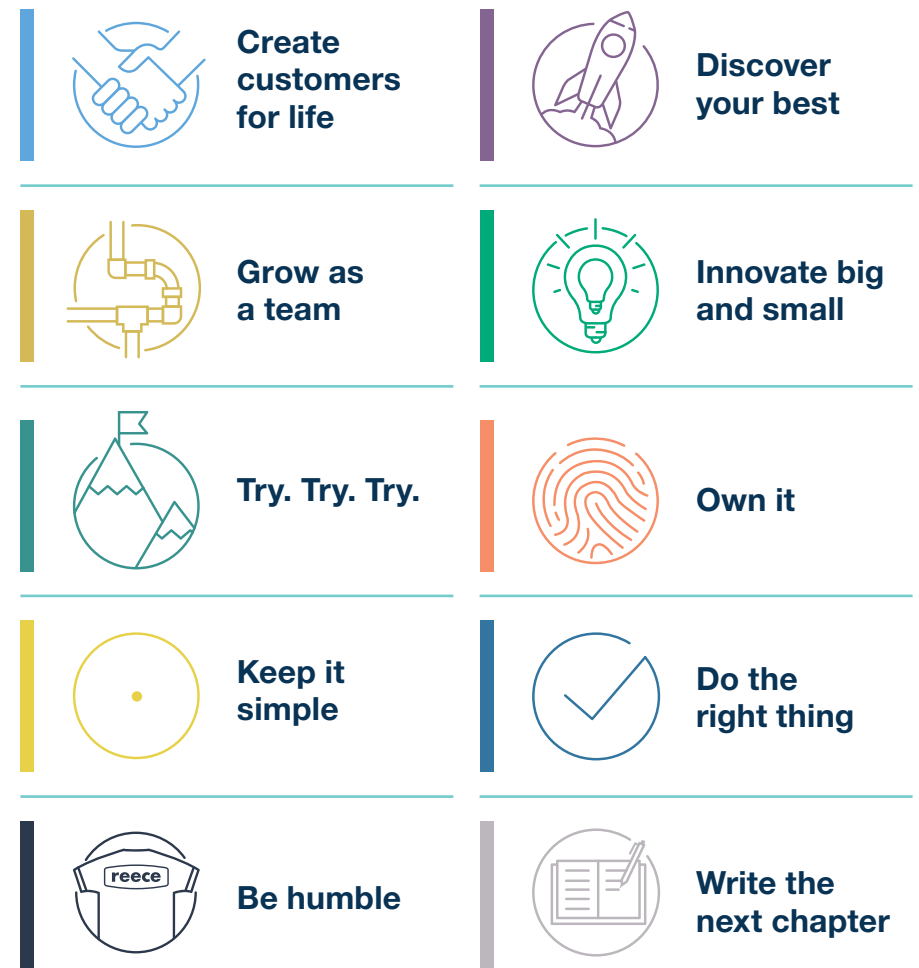 Create
customers
for life
Discover
your best
Grow as
a team
Innovate big
and small
Try. Try. Try.
Own it
Keep it
simple
Do the
right thing
reece
Be humble
Write the
next chapter